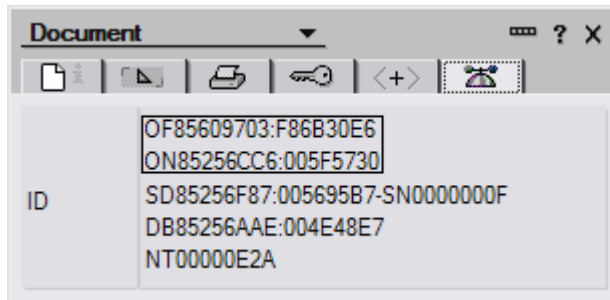 Document
?
X
<+>
ID
OF85609703:F86B30E6
ON85256CC6:005F5730
SD85256F87:005695B7-SN0000000F
DB85256AAE:004E48E7
NT00000E2A